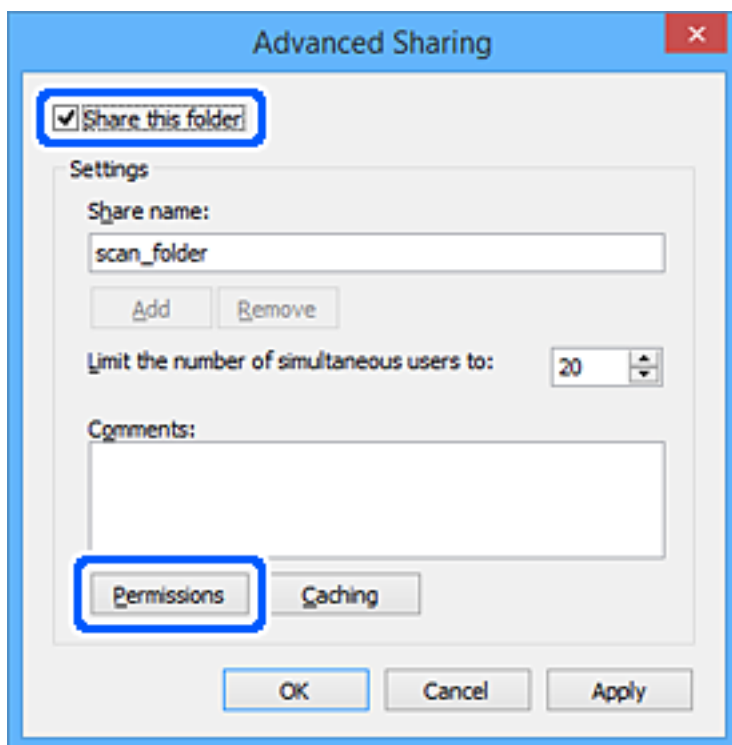 Advanced Sharing
Share this folder
Settings
Share name:
scan_folder
Add Remove
Limit the number of simultaneous users to: 20
Comments:
Permissions Caching
OK Cancel Apply